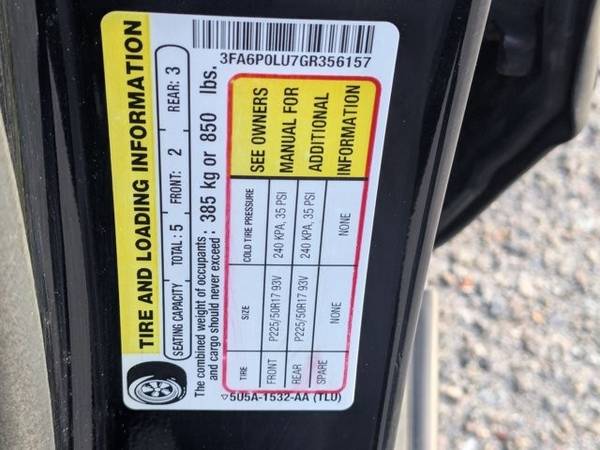 TIRE AND LOADING INFORMATION
SEATING CAPACITY TOTAL: 5 FRONT: 2 REAR: 3
The combined weight of occupants
and cargo should never exceed : 385 kg or 850 lbs.
TIRE SIZE COLD TIRE PRESSURE SEE OWNERS
FRONT P225/50R17 93V 240 KPA, 35 PSI MANUAL FOR
REAR P225/50R17 93V 240 KPA, 35 PSI ADDITIONAL
SPARE NONE NONE INFORMATION
▽5U5A-1532-AA (TLU)
3FA6P0LU7GR356157